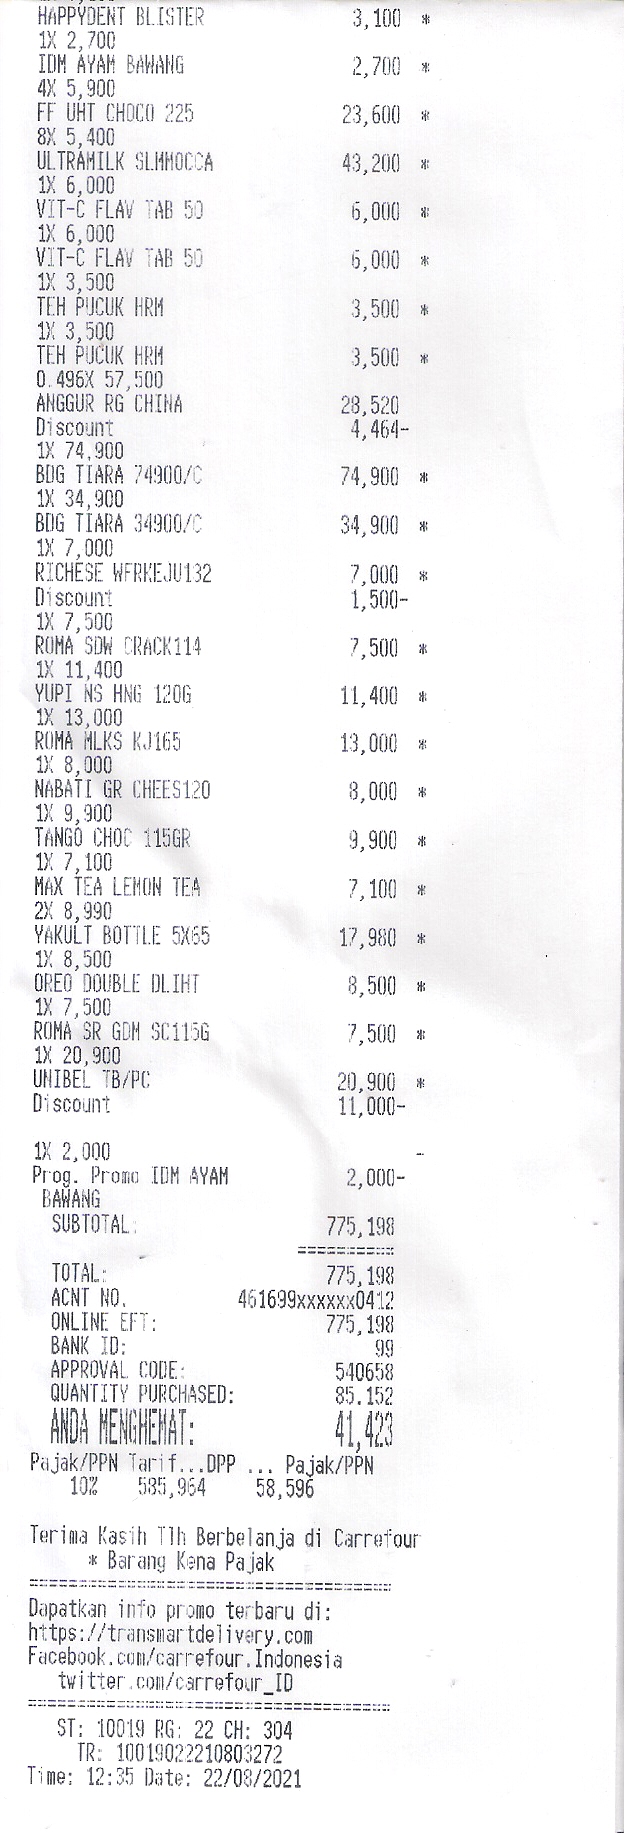 HAPPYDENT BLISTER 3,100 *
1X 2,700
IDM AYAM BAWANG 2,700 *
4X 5,900
FF UHT CHOCO 225 23,600 *
8X 5,400
ULTRAMILK SLMMOCCA 43,200 *
1X 6,000
VIT-C FLAV TAB 50 6,000 *
1X 6,000
VIT-C FLAV TAB 50 6,000 *
1X 3,500
TEH PUCUK HRM 3,500 *
1X 3,500
TEH PUCUK HRM 3,500 *
0.496X 57,500
ANGGUR RG CHINA 28,520
Discount 4,464-
1X 74,900
BDG TIARA 74900/C 74,900 *
1X 34,900
BDG TIARA 34900/C 34,900 *
1X 7,000
RICHESE WFRKEJU132 7,000 *
Discount 1,500-
1X 7,500
ROMA SDW CRACK114 7,500 *
1X 11,400
YUPI NS HNG 120G 11,400 *
1X 13,000
ROMA MLKS KJ165 13,000 *
1X 8,000
NABATI GR CHEES120 8,000 *
1X 9,900
TANGO CHOC 115GR 9,900 *
1X 7,100
MAX TEA LEMON TEA 7,100 *
2X 8,990
YAKULT BOTTLE 5X65 17,980 *
1X 8,500
OREO DOUBLE DLIHT 8,500 *
1X 7,500
ROMA SR GDM SC115G 7,500 *
1X 20,900
UNIBEL TB/PC 20,900 *
Discount 11,000-
1X 2,000 -
Prog. Promo IDM AYAM 2,000-
BAWANG
SUBTOTAL: 775,198
==========
TOTAL: 775,198
ACNT NO. 461699xxxxxx0412
ONLINE EFT: 775,198
BANK ID: 99
APPROVAL CODE: 540658
QUANTITY PURCHASED: 85.152
ANDA MENGHEMAT: 41,423
Pajak/PPN Tarif...DPP ... Pajak/PPN
10% 585,964 58,596
Terima Kasih Tlh Berbelanja di Carrefour
* Barang Kena Pajak
======================================
Dapatkan info promo terbaru di:
https://transmartdelivery.com
Facebook.com/carrefour.Indonesia
twitter.com/carrefour_ID
======================================
ST: 10019 RG: 22 CH: 304
TR: 10019022210803272
Time: 12:35 Date: 22/08/2021